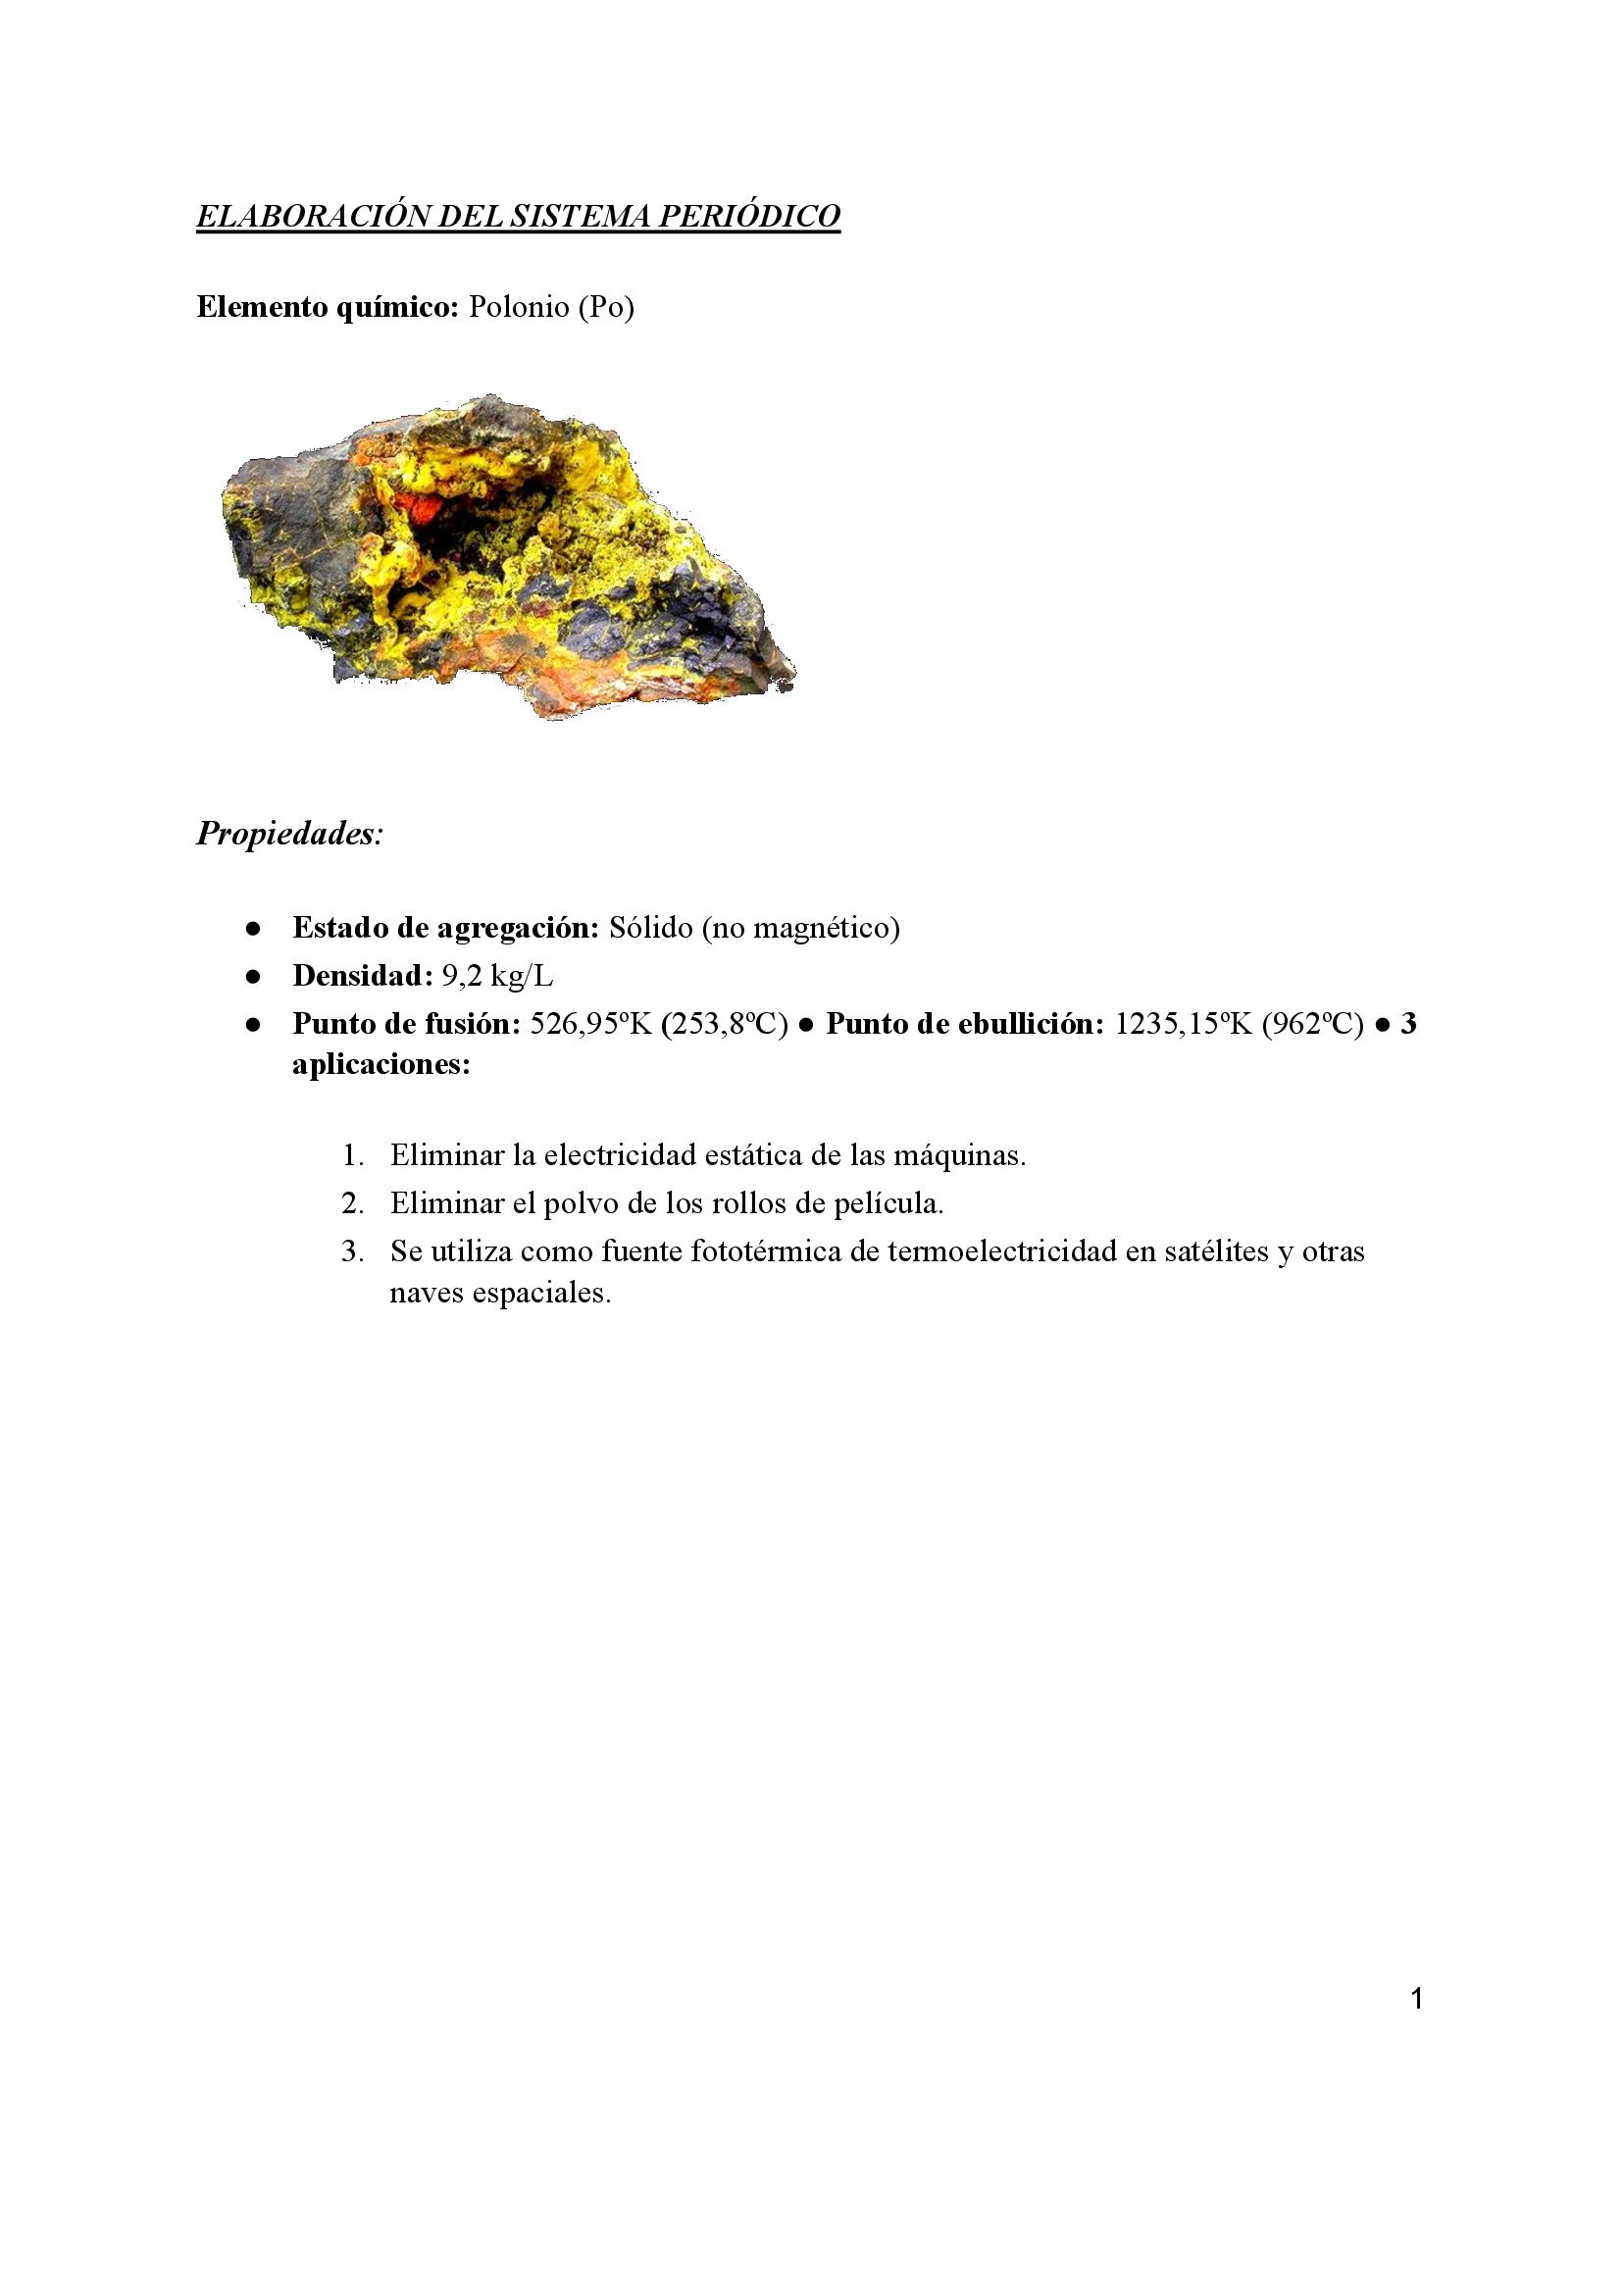 ELABORACIÓN DEL SISTEMA PERIÓDICO
Elemento químico: Polonio (Po)
Propiedades:
● Estado de agregación: Sólido (no magnético)
● Densidad: 9,2 kg/L
● Punto de fusión: 526,95ºK (253,8ºC) ● Punto de ebullición: 1235,15ºK (962ºC) ● 3
aplicaciones:
1. Eliminar la electricidad estática de las máquinas.
2. Eliminar el polvo de los rollos de película.
3. Se utiliza como fuente fototérmica de termoelectricidad en satélites y otras
naves espaciales.
1